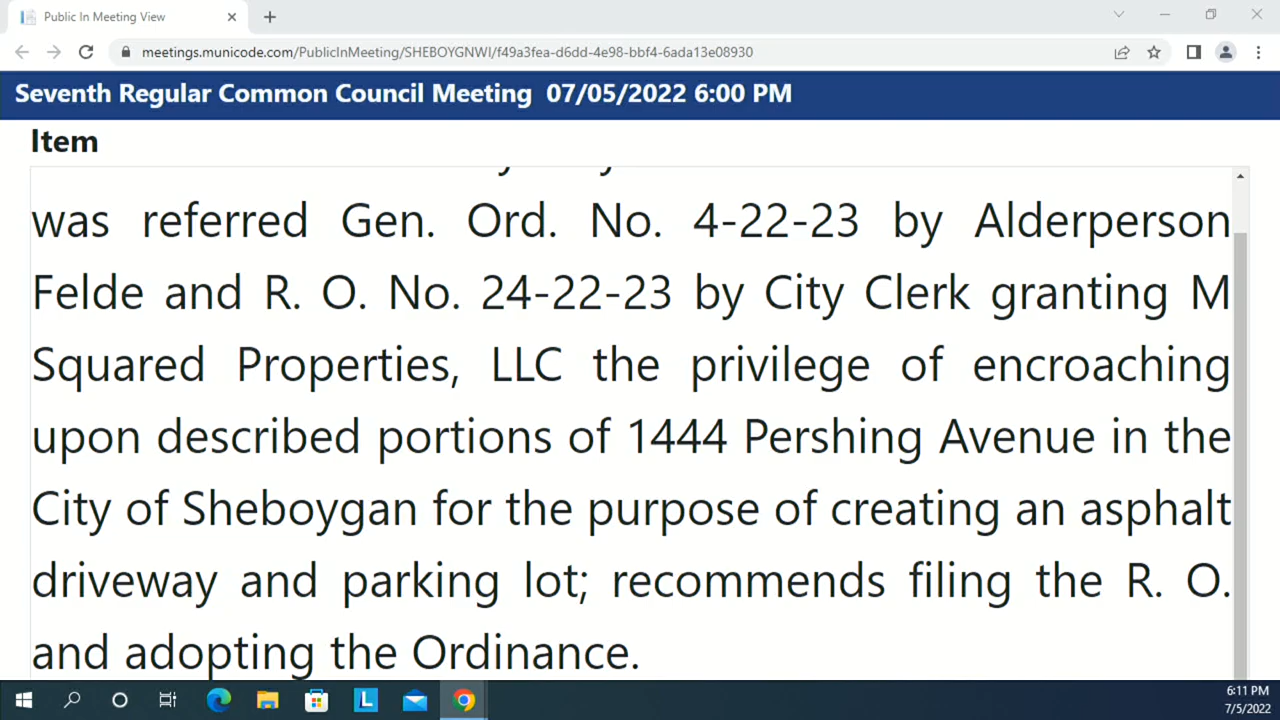 Public In Meeting View
meetings.municode.com/PublicInMeeting/SHEBOYGNWI/f49a3fea-d6dd-4e98-bbf4-6ada13e08930
Seventh Regular Common Council Meeting 07/05/2022 6:00 PM
Item
was referred Gen. Ord. No. 4-22-23 by Alderperson
Felde and R. O. No. 24-22-23 by City Clerk granting M
Squared Properties, LLC the privilege of encroaching
upon described portions of 1444 Pershing Avenue in the
City of Sheboygan for the purpose of creating an asphalt
driveway and parking lot; recommends filing the R. O.
and adopting the Ordinance.
L
6:11 PM
7/5/2022